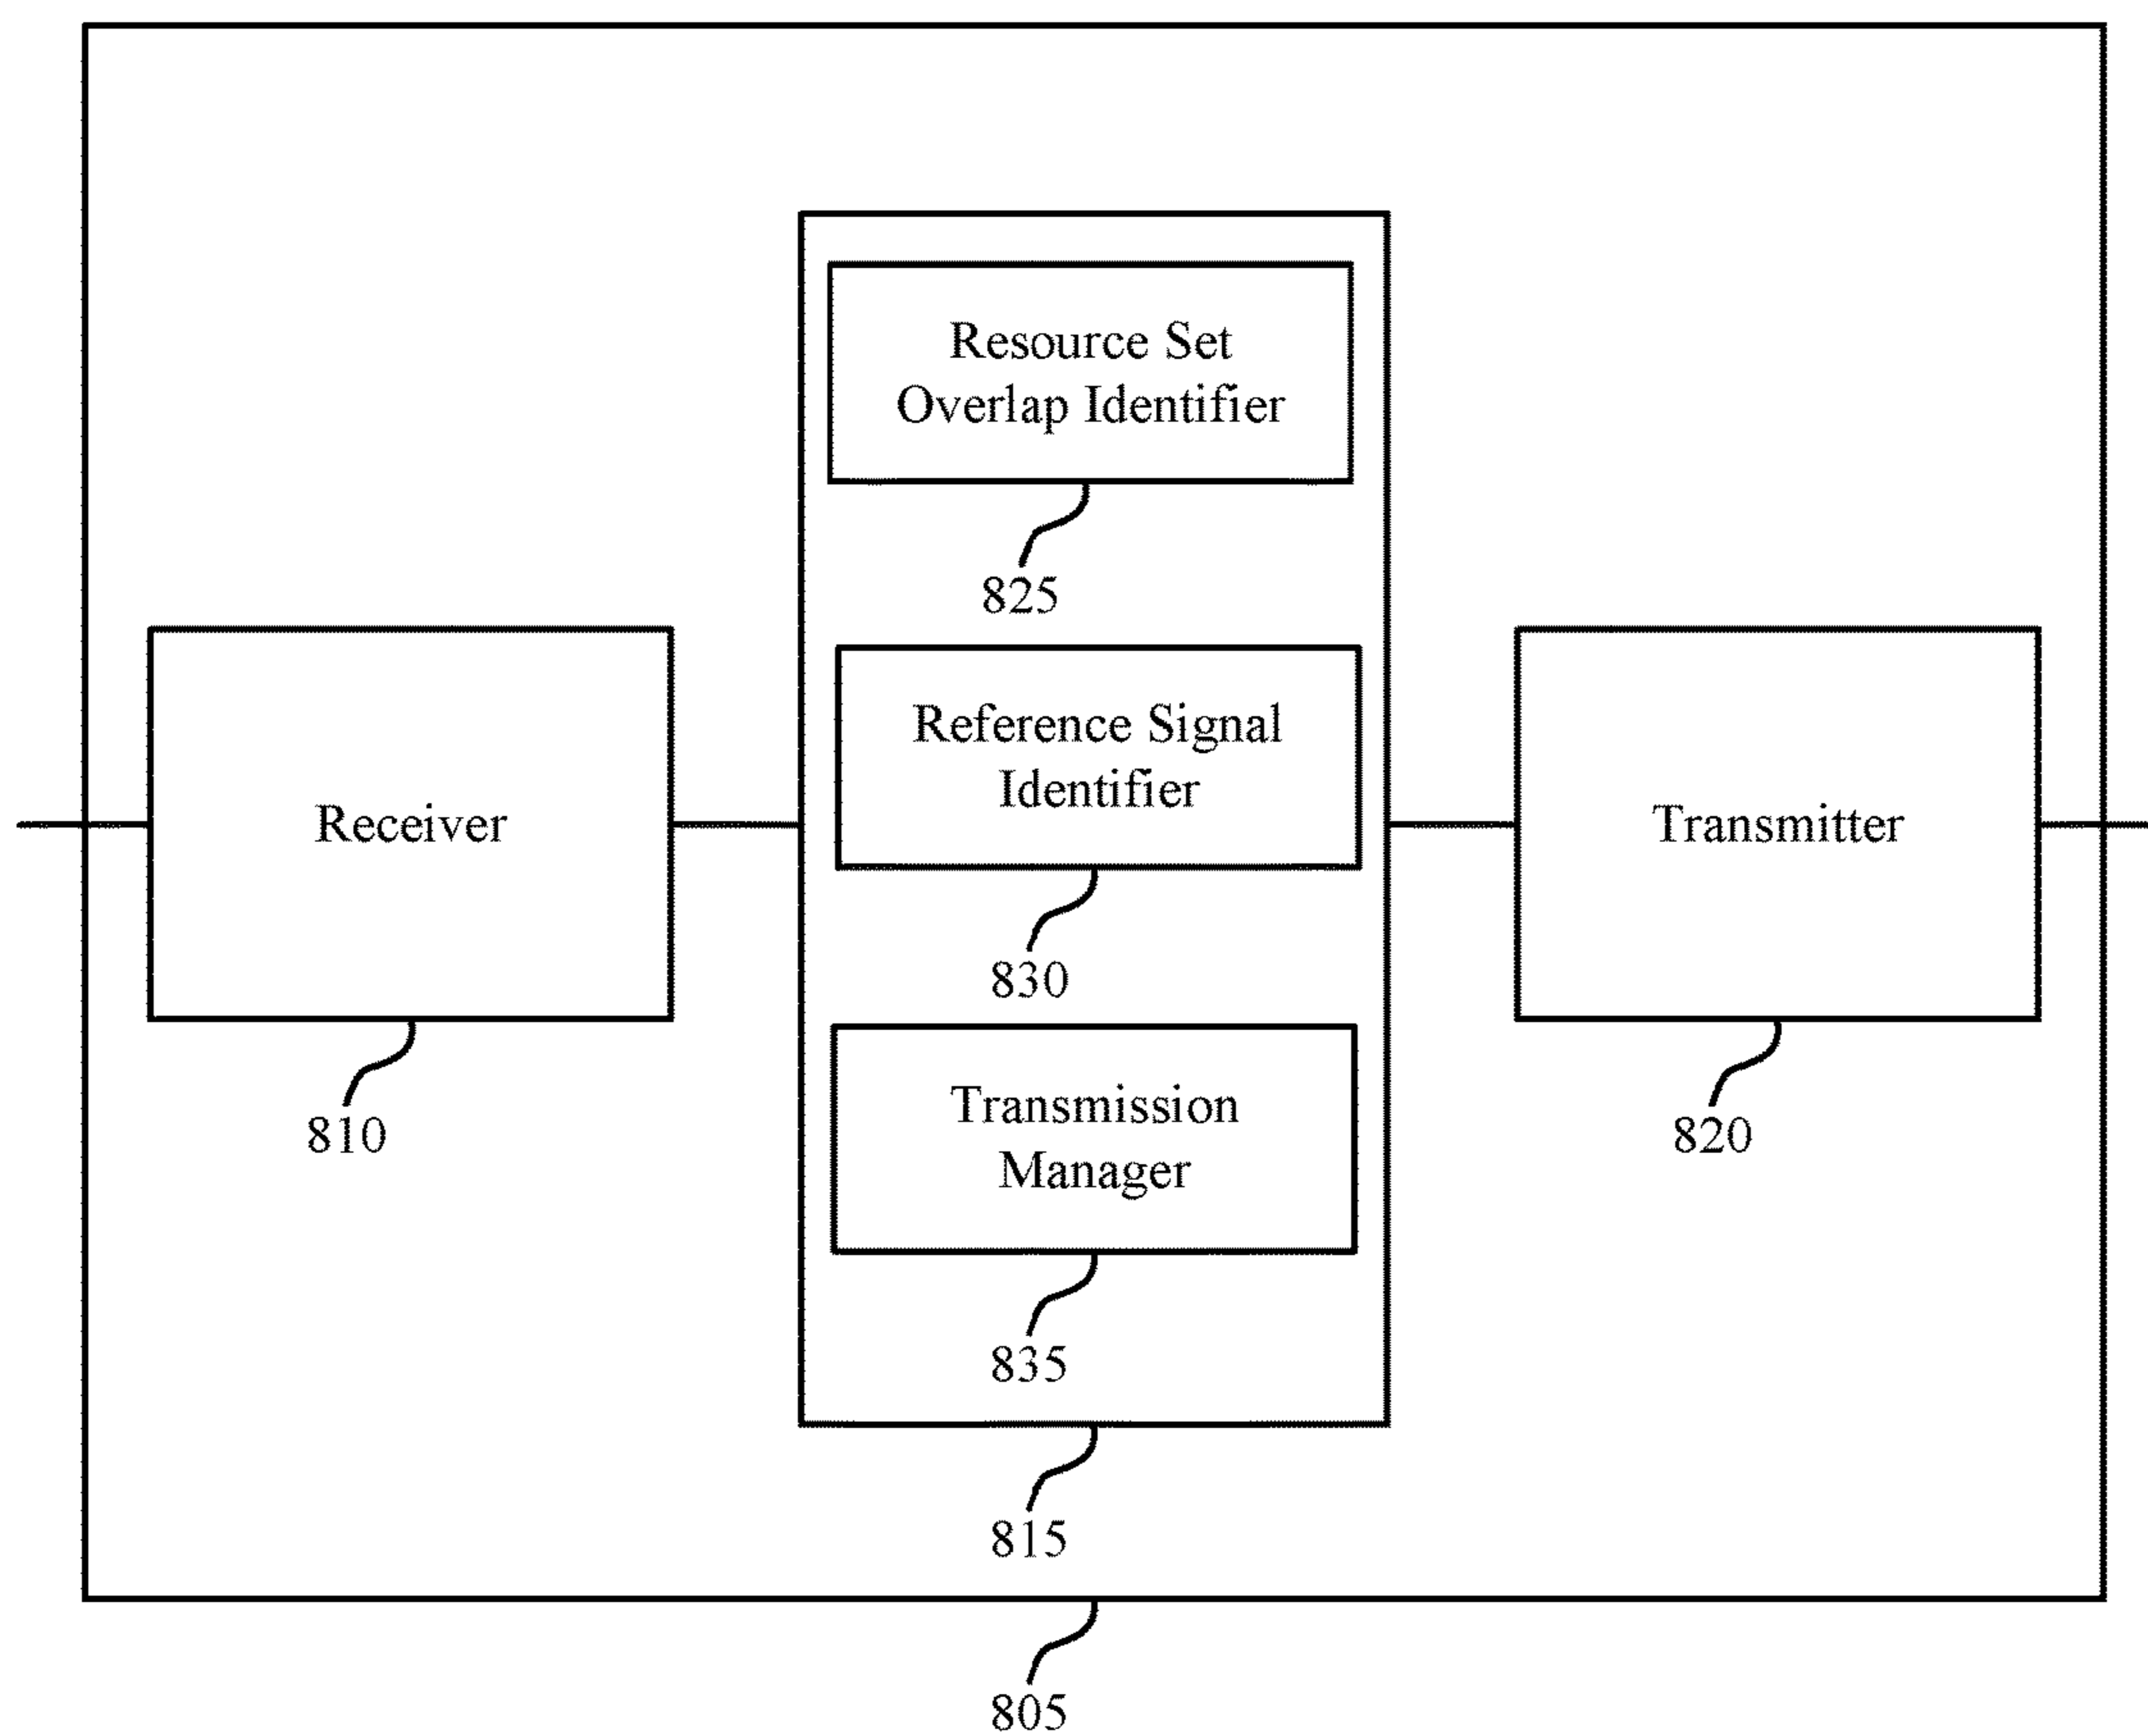 Resource Set
Overlap Identifier
825
Reference Signal
Identifier
830
Receiver
810
Transmitter
820
Transmission
Manager
835
815
805